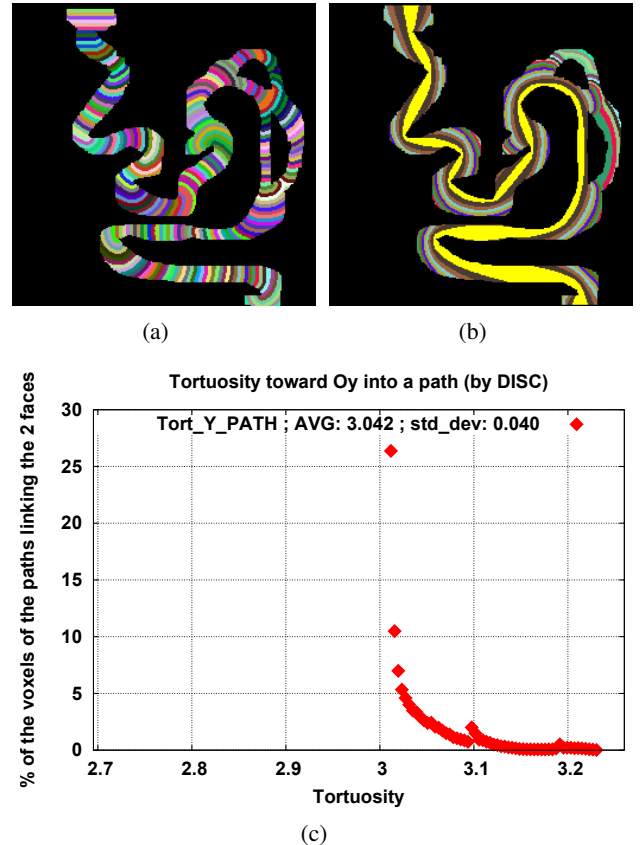 (a)
(b)
Tortuosity toward Oy into a path (by DISC)
% of the voxels of the paths linking the 2 faces
Tort_Y_PATH ; AVG: 3.042 ; std_dev: 0.040
30
25
20
15
10
5
0
2.7 2.8 2.9 3 3.1 3.2
Tortuosity
(c)